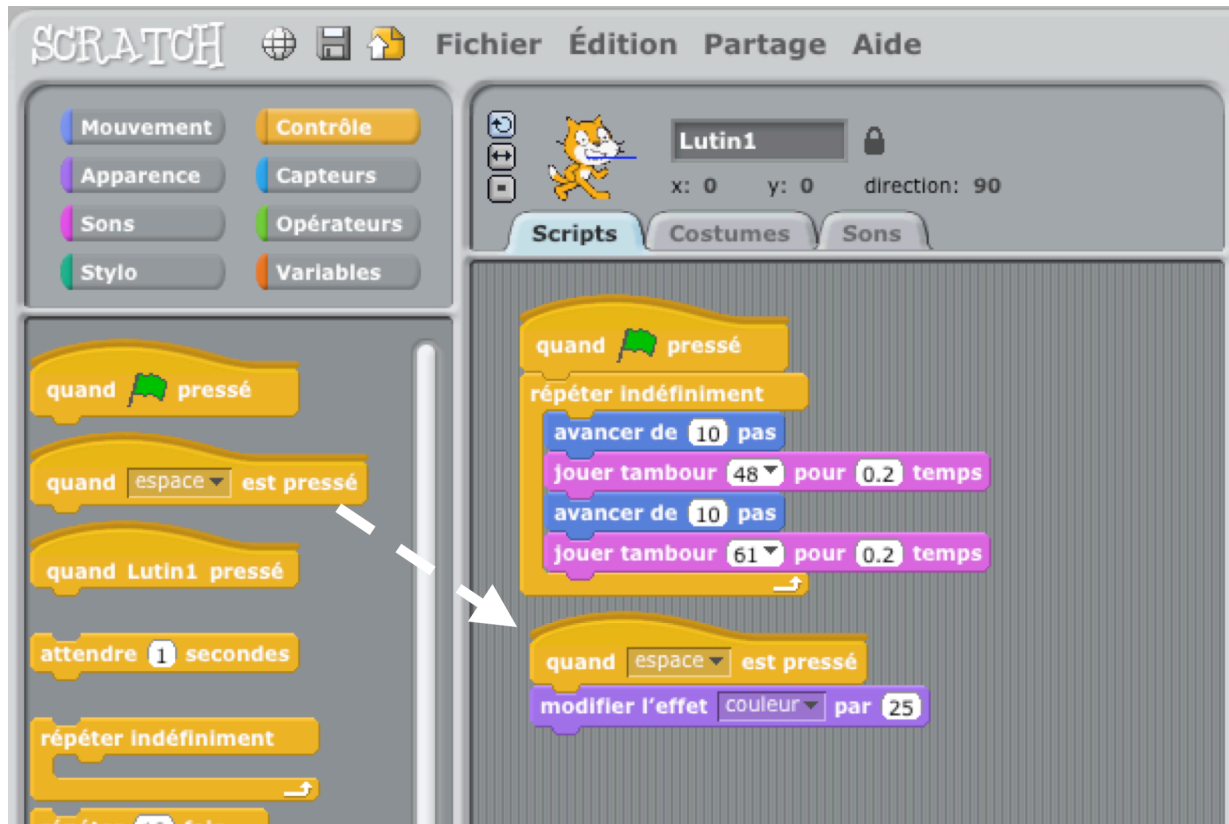 SCRATCH Fichier Édition Partage Aide
Mouvement Contrôle
Apparence Capteurs
Sons Opérateurs
Stylo Variables
quand pressé
quand espace est pressé
quand Lutin1 pressé
attendre 1 secondes
répéter indéfiniment
Lutin1
x: 0 y: 0 direction: 90
Scripts Costumes Sons
quand pressé
répéter indéfiniment
avancer de 10 pas
jouer tambour 48 pour 0.2 temps
avancer de 10 pas
jouer tambour 61 pour 0.2 temps
quand espace est pressé
modifier l'effet couleur par 25